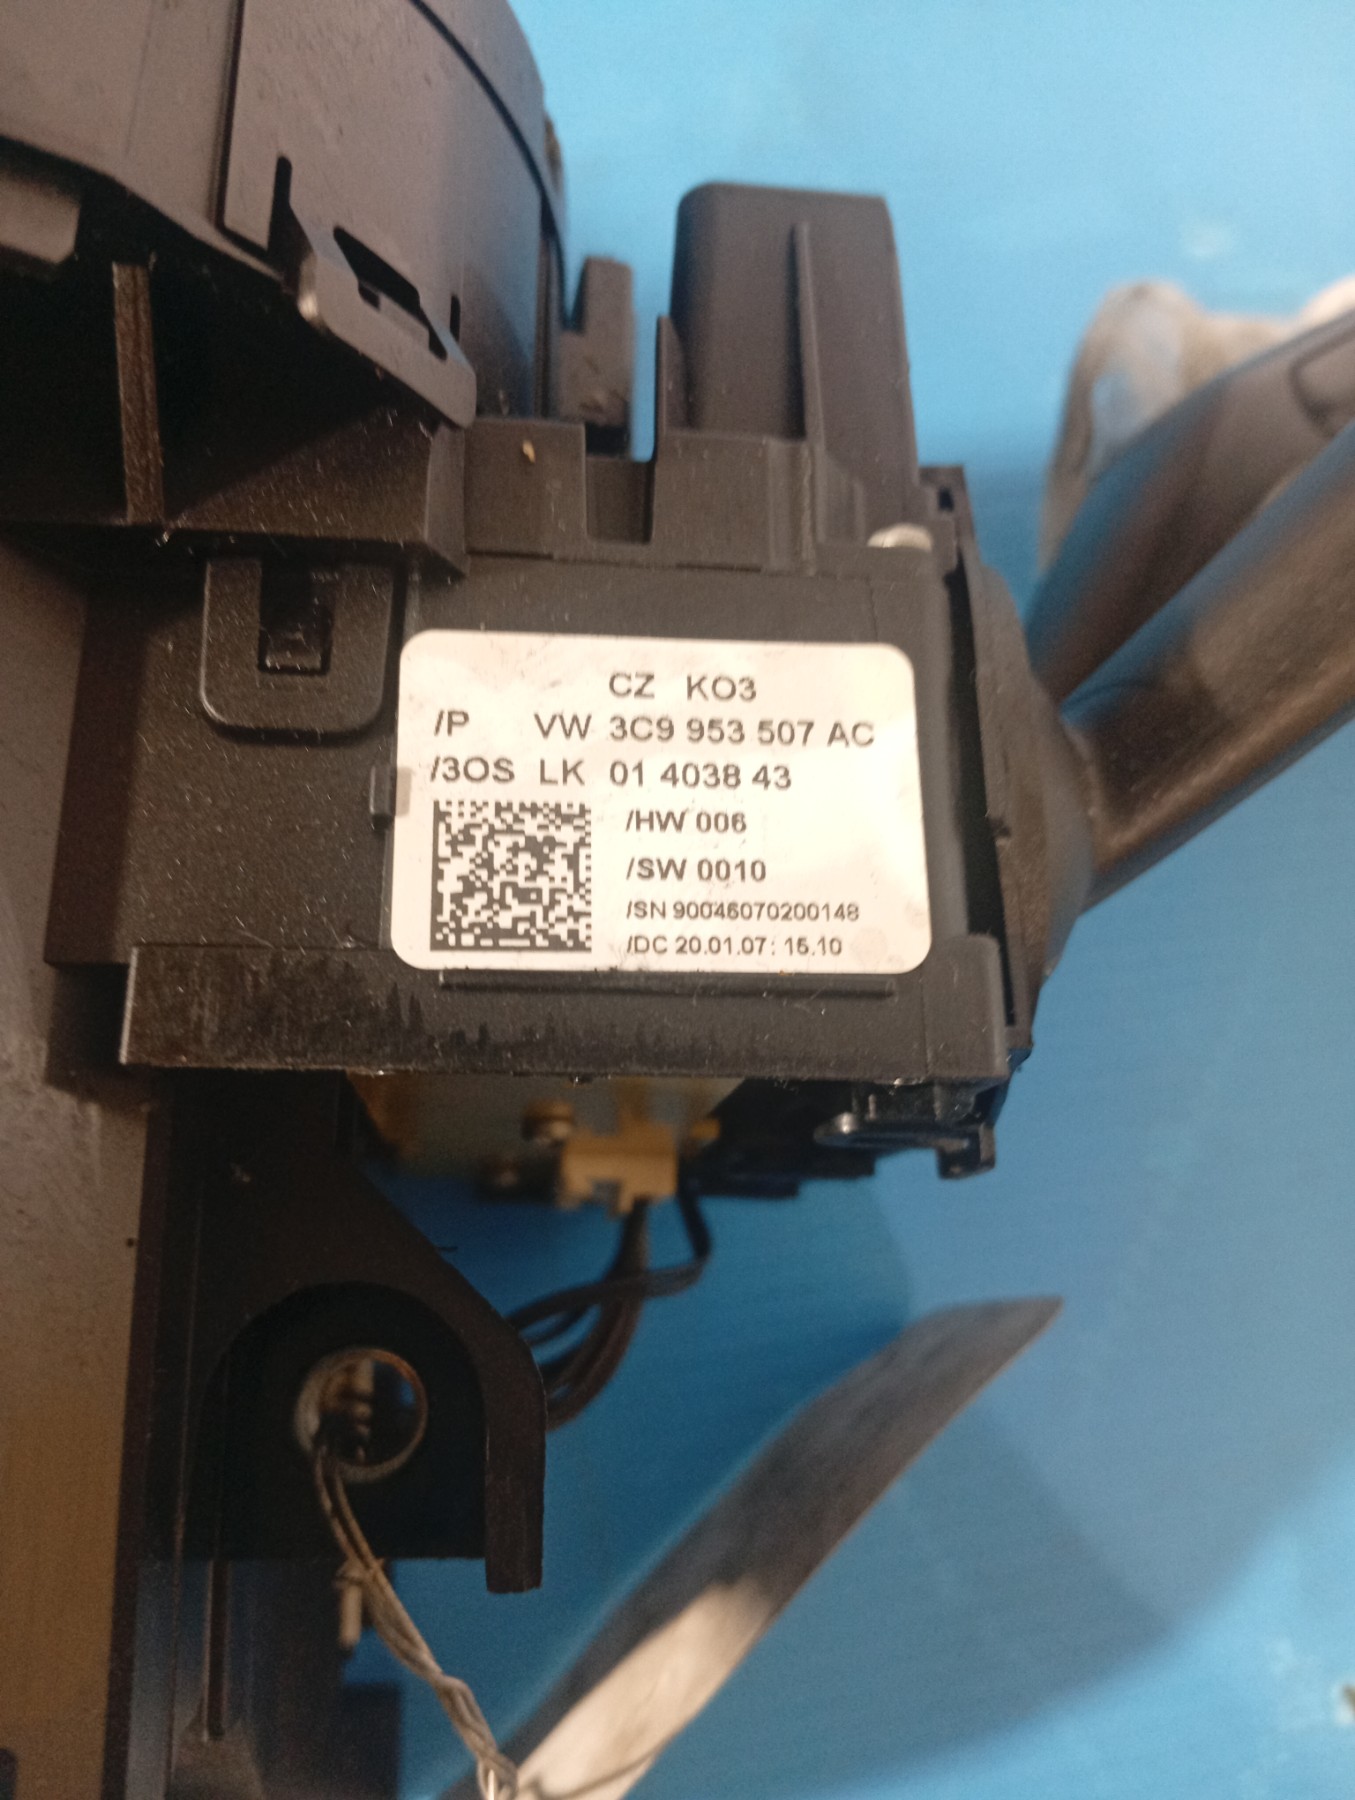 CZ KO3
/P VW 3C9 953 507 AC
/3OS LK 01 4038 43
/HW 006
/SW 0010
/SN 90046070200148
/DC 20.01.07: 15.10